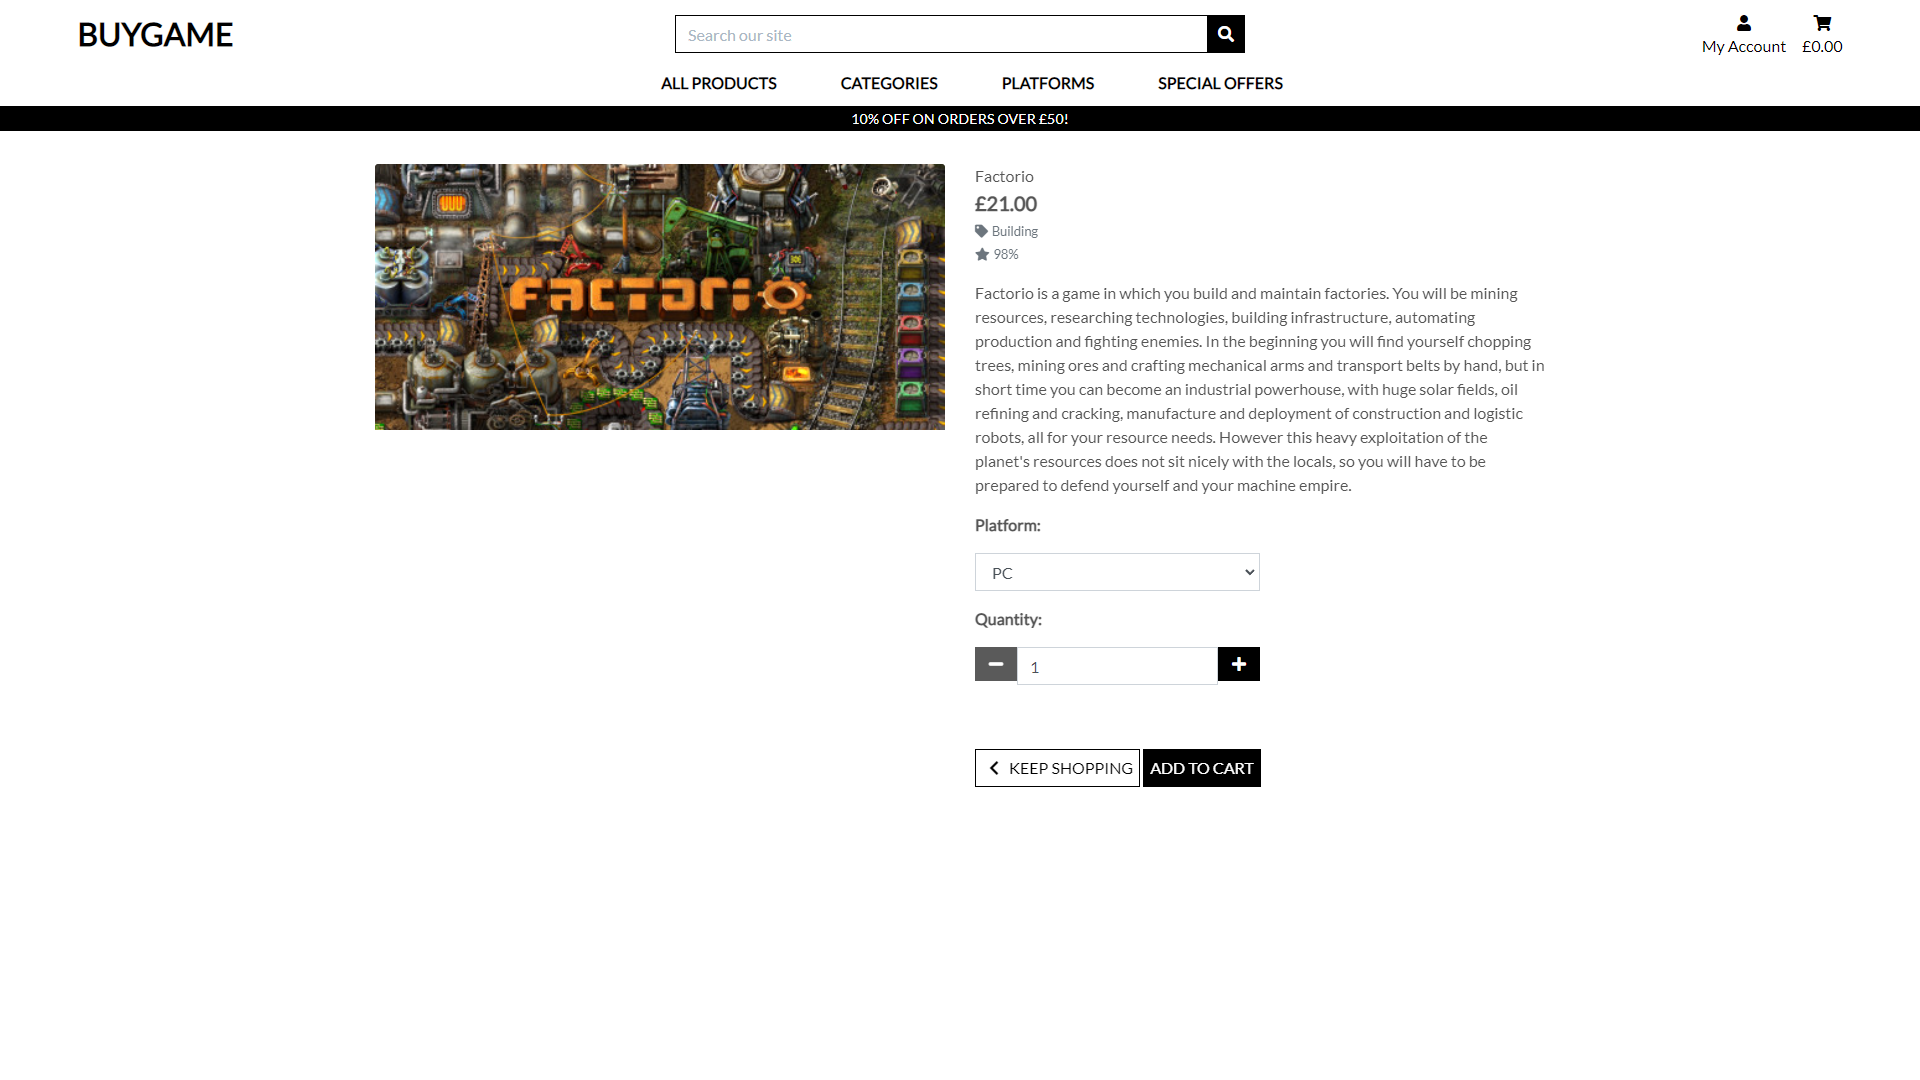 BUYGAME
Search our site
My Account
£0.00
ALL PRODUCTS
CATEGORIES
PLATFORMS
SPECIAL OFFERS
10% OFF ON ORDERS OVER £50!
FACTORIO
Factorio
£21.00
Building
98%
Factorio is a game in which you build and maintain factories. You will be mining
resources, researching technologies, building infrastructure, automating
production and fighting enemies. In the beginning you will find yourself chopping
trees, mining ores and crafting mechanical arms and transport belts by hand, but in
short time you can become an industrial powerhouse, with huge solar fields, oil
refining and cracking, manufacture and deployment of construction and logistic
robots, all for your resource needs. However this heavy exploitation of the
planet's resources does not sit nicely with the locals, so you will have to be
prepared to defend yourself and your machine empire.
Platform:
PC
Quantity:
1
KEEP SHOPPING
ADD TO CART